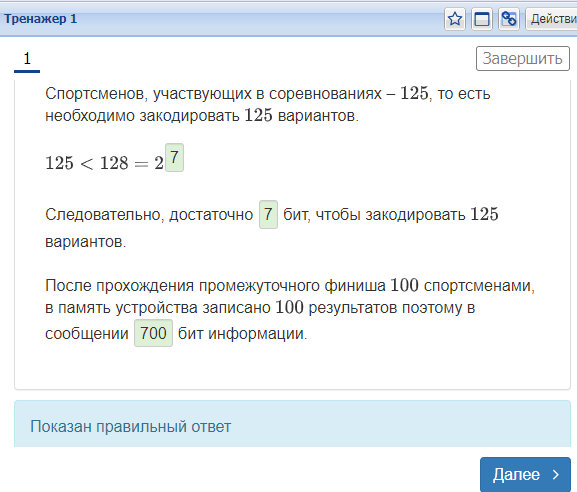 Тренажер 1
Действи
1
Завершить
Спортсменов, участвующих в соревнованиях – 125, то есть
необходимо закодировать 125 вариантов.
125 < 128 = 2^7
Следовательно, достаточно 7 бит, чтобы закодировать 125
вариантов.
После прохождения промежуточного финиша 100 спортсменами,
в память устройства записано 100 результатов поэтому в
сообщении 700 бит информации.
Показан правильный ответ
Далее